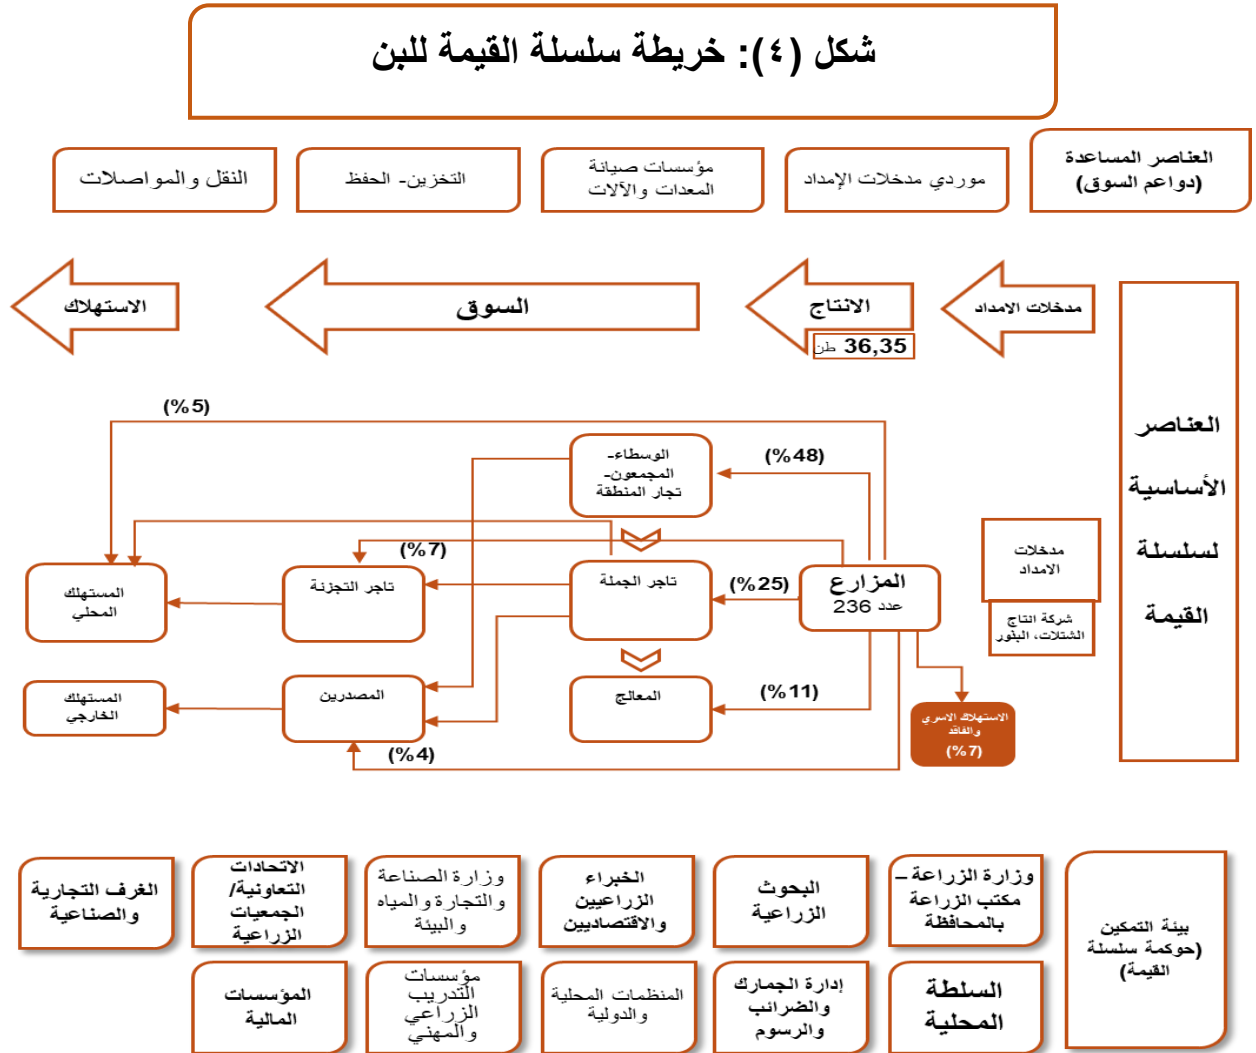 شكل (٤): خريطة سلسلة القيمة للبن
العناصر المساعدة
(دواعم السوق)
موردي مدخلات الإمداد
مؤسسات صيانة
المعدات والآلات
التخزين- الحفظ
النقل والمواصلات
مدخلات الامداد
الانتاج
36,35 طن
السوق
الاستهلاك
العناصر
الأساسية
لسلسلة
القيمة
(%5)
الوسطاء-
المجمعون-
تجار المنطقة
(%48)
مدخلات
الامداد
شركة انتاج
الشتلات، البذور
المزارع
عدد 236
(%25)
تاجر الجملة
(%7)
تاجر التجزئة
المستهلك
المحلي
(%11)
المعالج
المصدرين
المستهلك
الخارجي
(%4)
الاستهلاك الاسري
والفاقد
(%7)
بيئة التمكين
(حوكمة سلسلة
القيمة)
وزارة الزراعة –
مكتب الزراعة
بالمحافظة
البحوث
الزراعية
الخبراء
الزراعيين
والاقتصاديين
وزارة الصناعة
والتجارة والمياه
والبيئة
الاتحادات
التعاونية/
الجمعيات
الزراعية
الغرف التجارية
والصناعية
السلطة
المحلية
إدارة الجمارك
والضرائب
والرسوم
المنظمات المحلية
والدولية
مؤسسات
التدريب
الزراعي
والمهني
المؤسسات
المالية